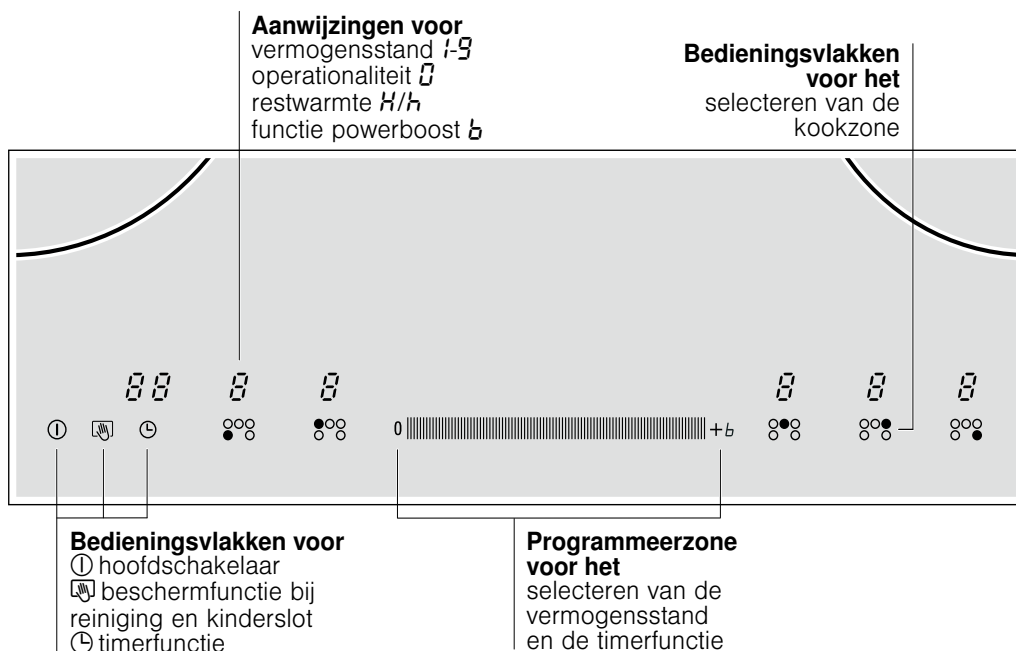 Aanwijzingen voor
vermogensstand 1-9
operationaliteit 0
restwarmte H/h
functie powerboost b
Bedieningsvlakken
voor het
selecteren van de
kookzone
88 8 8 8 8 8
0 +b
Bedieningsvlakken voor
hoofdschakelaar
beschermfunctie bij
reiniging en kinderslot
timerfunctie
Programmeerzone
voor het
selecteren van de
vermogensstand
en de timerfunctie